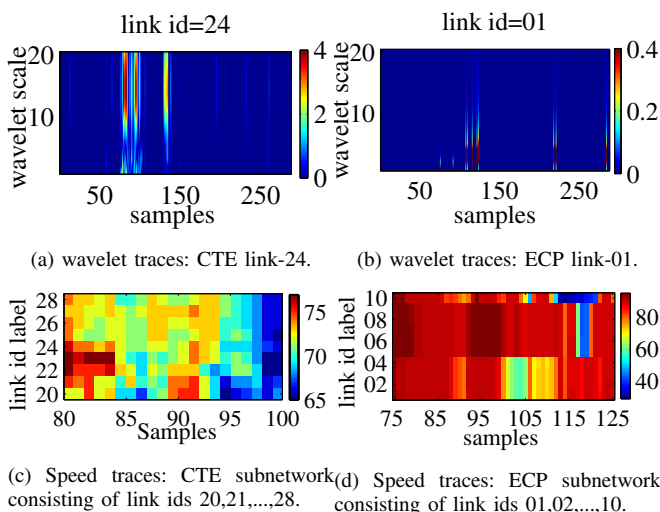 link id=24
link id=01
wavelet scale
20
10
50
150
250
samples
4
2
0
wavelet scale
20
10
50
150
250
samples
0.4
0.2
0
(a) wavelet traces: CTE link-24.
(b) wavelet traces: ECP link-01.
link id label
28
26
24
22
20
80
85
90
95
100
Samples
75
70
65
link id label
10
08
06
04
02
75
85
95
105
115
125
samples
80
60
40
(c) Speed traces: CTE subnetwork
consisting of link ids 20,21,...,28.
(d) Speed traces: ECP subnetwork
consisting of link ids 01,02,...,10.